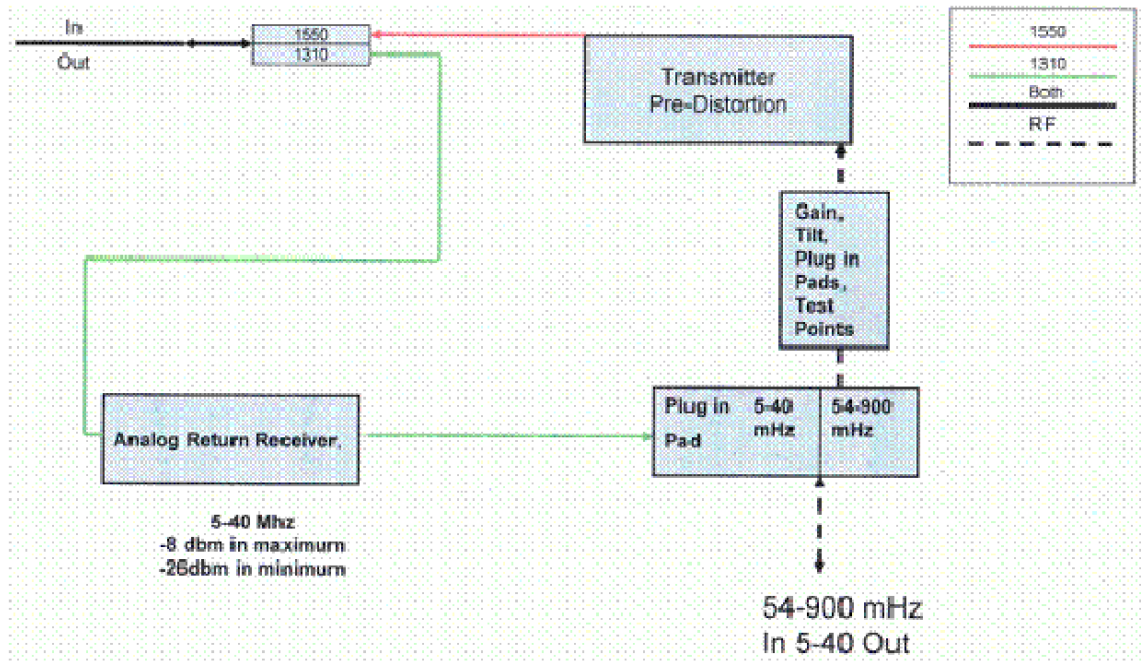 In
Out
1550
1310
Transmitter
Pre-Distortion
1550
1310
Both
RF
Gain,
Tilt,
Plug in
Pads,
Test
Points
Plug in
Pad
5-40
mHz
54-900
mHz
Analog Return Receiver,
5-40 Mhz
-8 dbm in maximum
-26dbm in minimum
54-900 mHz
In 5-40 Out